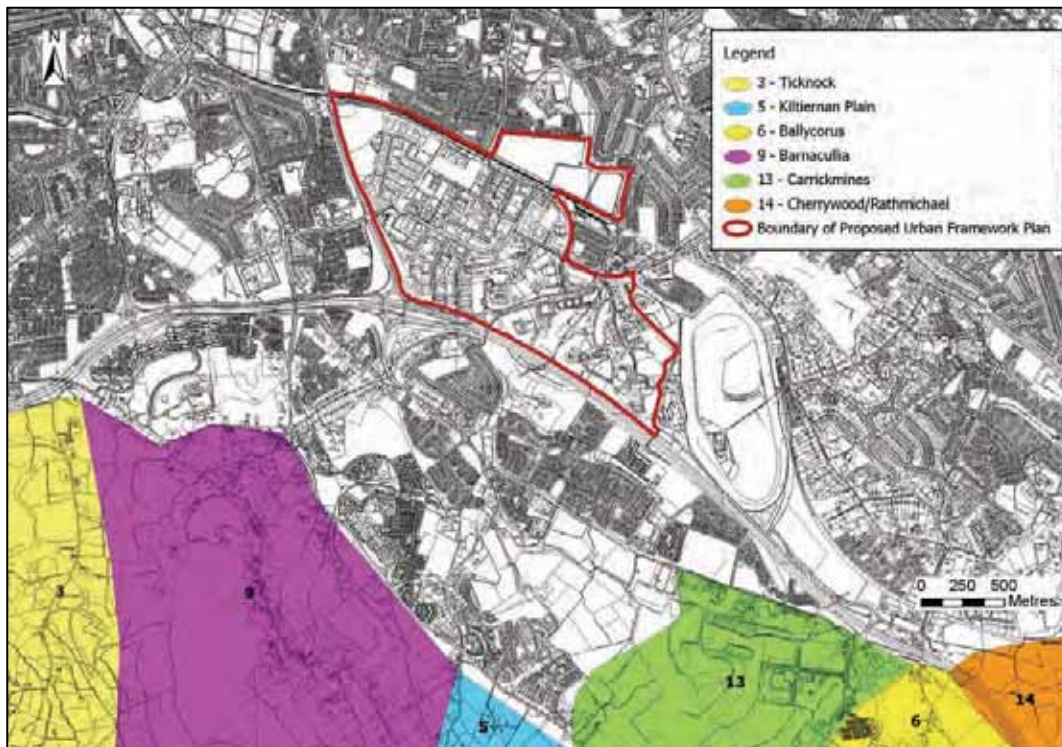 N
Legend
3 - Ticknock
5 - Kiltiernan Plain
6 - Ballycorus
9 - Barnacullia
13 - Carrickmines
14 - Cherrywood/Rathmichael
Boundary of Proposed Urban Framework Plan
0 250 500
Metres
3
9
5
13
6
14